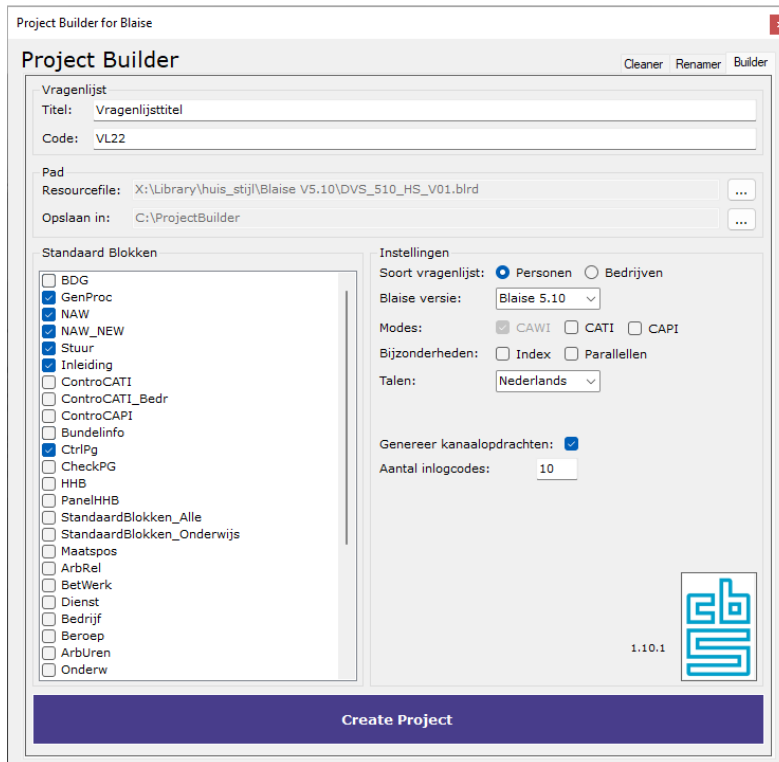 Project Builder for Blaise
Project Builder
Cleaner Renamer Builder
Vragenlijst
Titel: Vragenlijsttitel
Code: VL22
Pad
Resourcefile: X:\Library\huis_stijl\Blaise V5.10\DVS_510_HS_V01.blrd ...
Opslaan in: C:\ProjectBuilder ...
Standaard Blokken
BDG
GenProc
NAW
NAW_NEW
Stuur
Inleiding
ControCATI
ControCATI_Bedr
ControCAPI
Bundelinfo
CtrlPg
CheckPG
HHB
PanelHHB
StandaardBlokken_Alle
StandaardBlokken_Onderwijs
Maatspos
ArbRel
BetWerk
Dienst
Bedrijf
Beroep
ArbUren
Onderw
Instellingen
Soort vragenlijst: Personen Bedrijven
Blaise versie: Blaise 5.10
Modes: CAWI CATI CAPI
Bijzonderheden: Index Parallellen
Talen: Nederlands
Genereer kanaalopdrachten:
Aantal inlogcodes: 10
1.10.1
cbs
Create Project